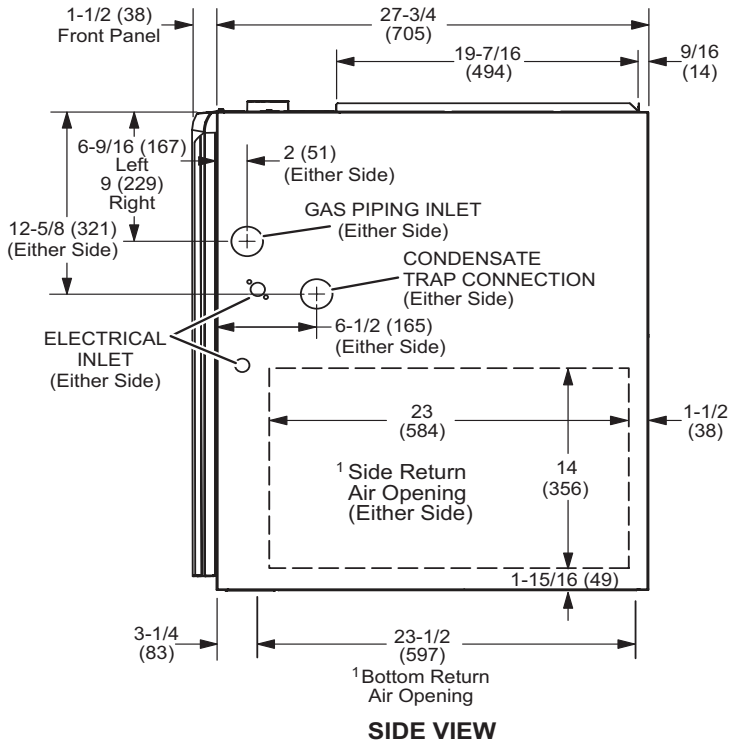 1-1/2 (38)
Front Panel
27-3/4
(705)
19-7/16
(494)
9/16
(14)
6-9/16 (167)
Left
9 (229)
Right
2 (51)
(Either Side)
12-5/8 (321)
(Either Side)
GAS PIPING INLET
(Either Side)
CONDENSATE
TRAP CONNECTION
(Either Side)
6-1/2 (165)
(Either Side)
ELECTRICAL
INLET
(Either Side)
23
(584)
1-1/2
(38)
1 Side Return
Air Opening
(Either Side)
14
(356)
1-15/16 (49)
3-1/4
(83)
23-1/2
(597)
1 Bottom Return
Air Opening
SIDE VIEW